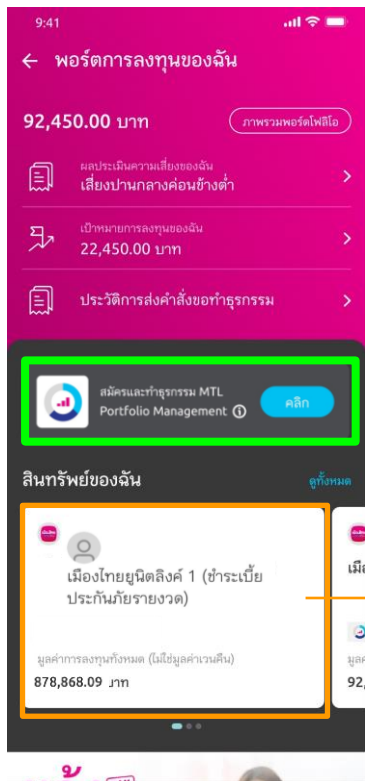 9:41
พอร์ตการลงทุนของฉัน
92,450.00 บาท
ภาพรวมพอร์ตโฟลิโอ
ผลประเมินความเสี่ยงของฉัน
เสี่ยงปานกลางค่อนข้างต่ำ
เป้าหมายการลงทุนของฉัน
22,450.00 บาท
ประวัติการส่งคำสั่งขอทำธุรกรรม
สมัครและทำธุรกรรม MTL
Portfolio Management
คลิก
สินทรัพย์ของฉัน
ดูทั้งหมด
เมืองไทยยูนิตลิงค์ 1 (ชำระเบี้ย
ประกันภัยรายงวด)
มูลค่าการลงทุนทั้งหมด (ไม่ใช่มูลค่าเวนคืน)
878,868.09 บาท
92,